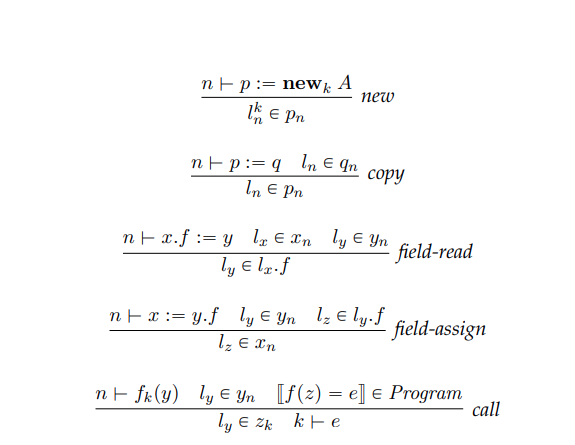 n ⊢ p := new_k A
l_n^k ∈ p_n new
n ⊢ p := q l_n ∈ q_n
l_n ∈ p_n copy
n ⊢ x.f := y l_x ∈ x_n l_y ∈ y_n
l_y ∈ l_x.f field-read
n ⊢ x := y.f l_y ∈ y_n l_z ∈ l_y.f
l_z ∈ x_n field-assign
n ⊢ f_k(y) l_y ∈ y_n ⟦f(z) = e⟧ ∈ Program
l_y ∈ z_k k ⊢ e call